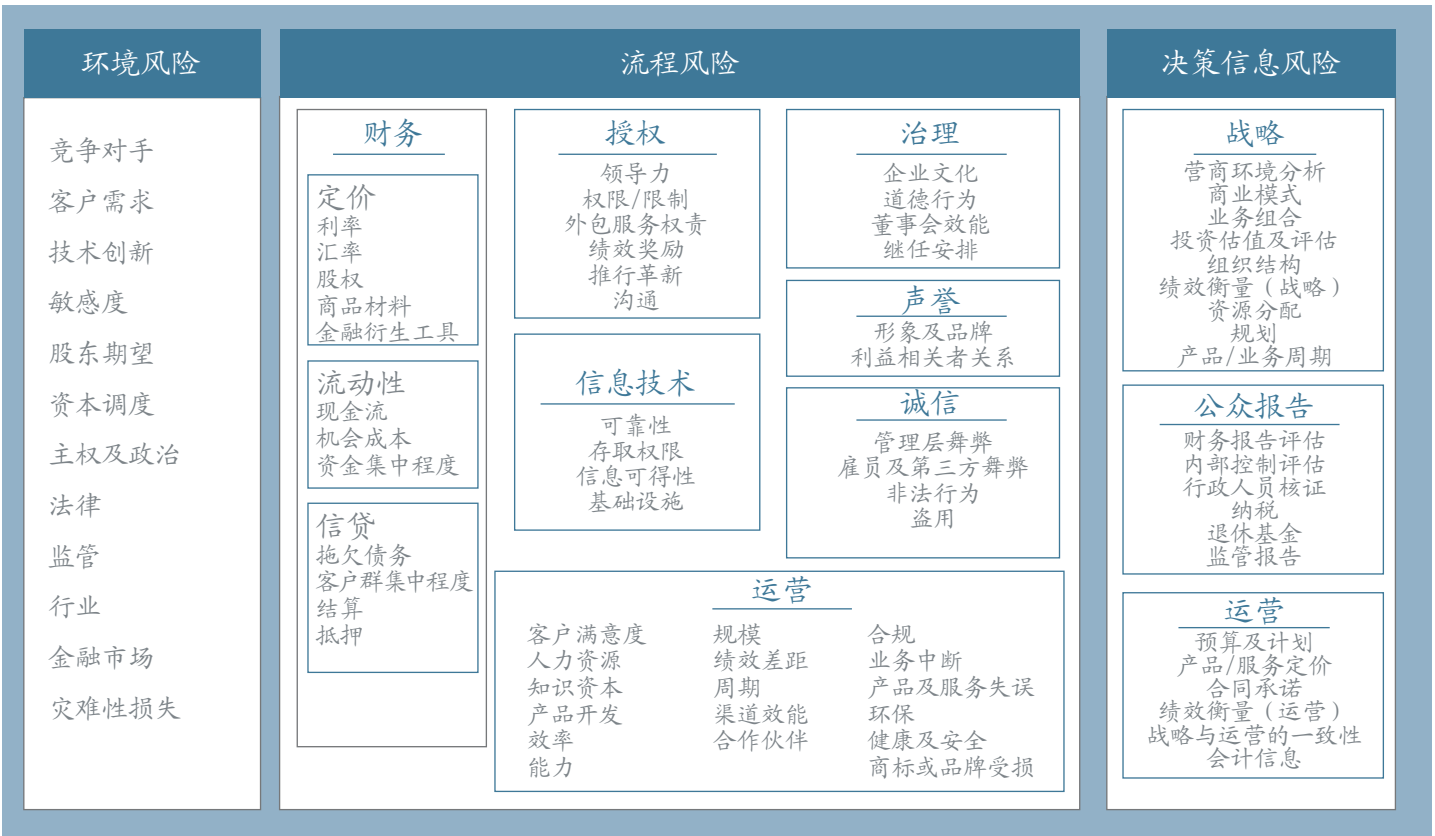 环境风险
竞争对手
客户需求
技术创新
敏感度
股东期望
资本调度
主权及政治
法律
监管
行业
金融市场
灾难性损失
流程风险
财务
定价
利率
汇率
股权
商品材料
金融衍生工具
流动性
现金流
机会成本
资金集中程度
信贷
拖欠债务
客户群集中程度
结算
抵押
授权
领导力
权限/限制
外包服务权责
绩效奖励
推行革新
沟通
信息技术
可靠性
存取权限
信息可得性
基础设施
治理
企业文化
道德行为
董事会效能
继任安排
声誉
形象及品牌
利益相关者关系
诚信
管理层舞弊
雇员及第三方舞弊
非法行为
盗用
运营
客户满意度
人力资源
知识资本
产品开发
效率
能力
规模
绩效差距
周期
渠道效能
合作伙伴
合规
业务中断
产品及服务失误
环保
健康及安全
商标或品牌受损
决策信息风险
战略
营商环境分析
商业模式
业务组合
投资估值及评估
组织结构
绩效衡量（战略）
资源分配
规划
产品/业务周期
公众报告
财务报告评估
内部控制评估
行政人员核证
纳税
退休基金
监管报告
运营
预算及计划
产品/服务定价
合同承诺
绩效衡量（运营）
战略与运营的一致性
会计信息